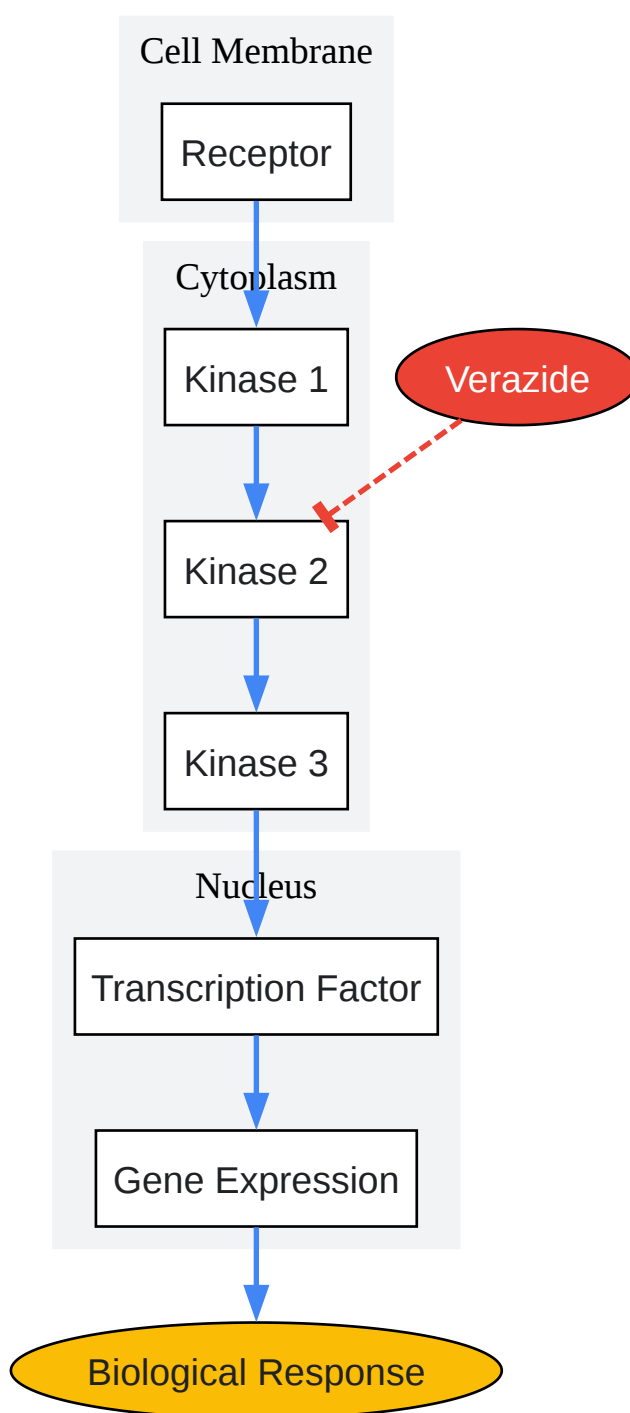 Cell Membrane
Receptor
Cytoplasm
Kinase 1
Verazide
Kinase 2
Kinase 3
Nucleus
Transcription Factor
Gene Expression
Biological Response